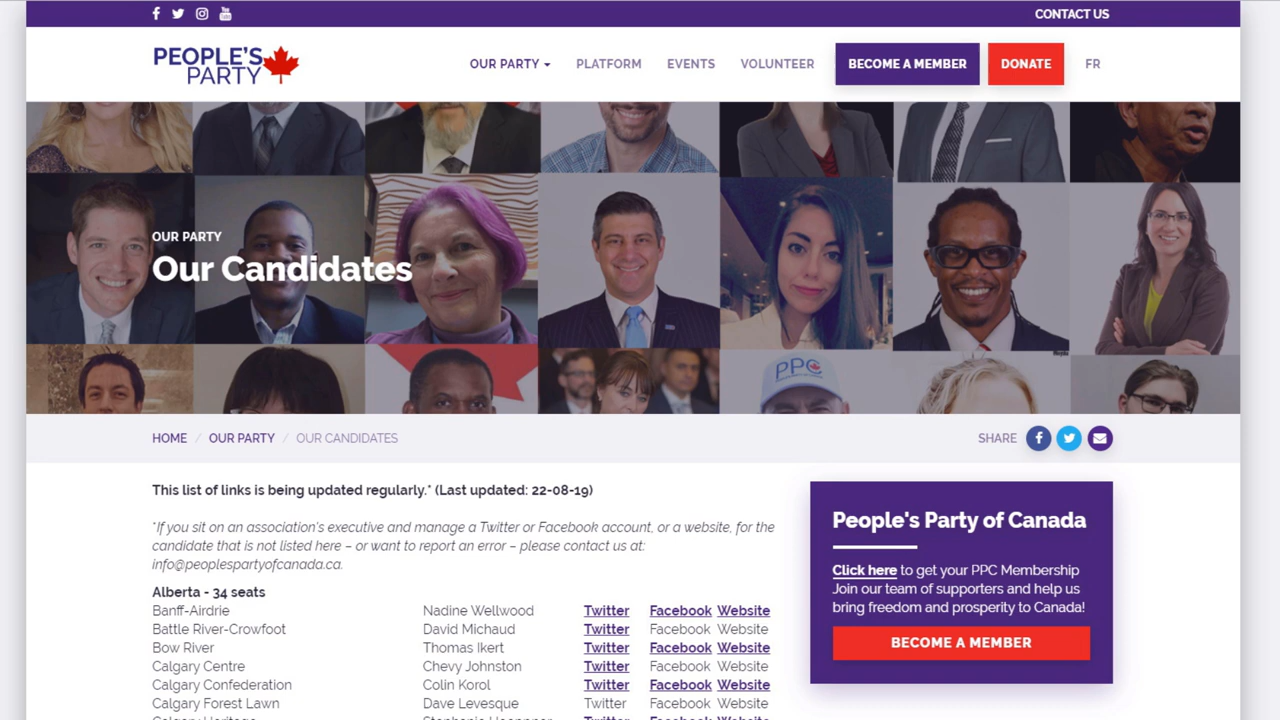 CONTACT US
PEOPLE'S
PARTY
OUR PARTY
PLATFORM
EVENTS
VOLUNTEER
BECOME A MEMBER
DONATE
FR
OUR PARTY
Our Candidates
PPC
HOME / OUR PARTY / OUR CANDIDATES
SHARE
This list of links is being updated regularly.* (Last updated: 22-08-19)
*If you sit on an association's executive and manage a Twitter or Facebook account, or a website, for the
candidate that is not listed here – or want to report an error – please contact us at:
info@peoplespartyofcanada.ca.
Alberta - 34 seats
Banff-Airdrie Nadine Wellwood Twitter Facebook Website
Battle River-Crowfoot David Michaud Twitter Facebook Website
Bow River Thomas Ikert Twitter Facebook Website
Calgary Centre Chevy Johnston Twitter Facebook Website
Calgary Confederation Colin Korol Twitter Facebook Website
Calgary Forest Lawn Dave Levesque Twitter Facebook Website
People's Party of Canada
Click here to get your PPC Membership
Join our team of supporters and help us
bring freedom and prosperity to Canada!
BECOME A MEMBER